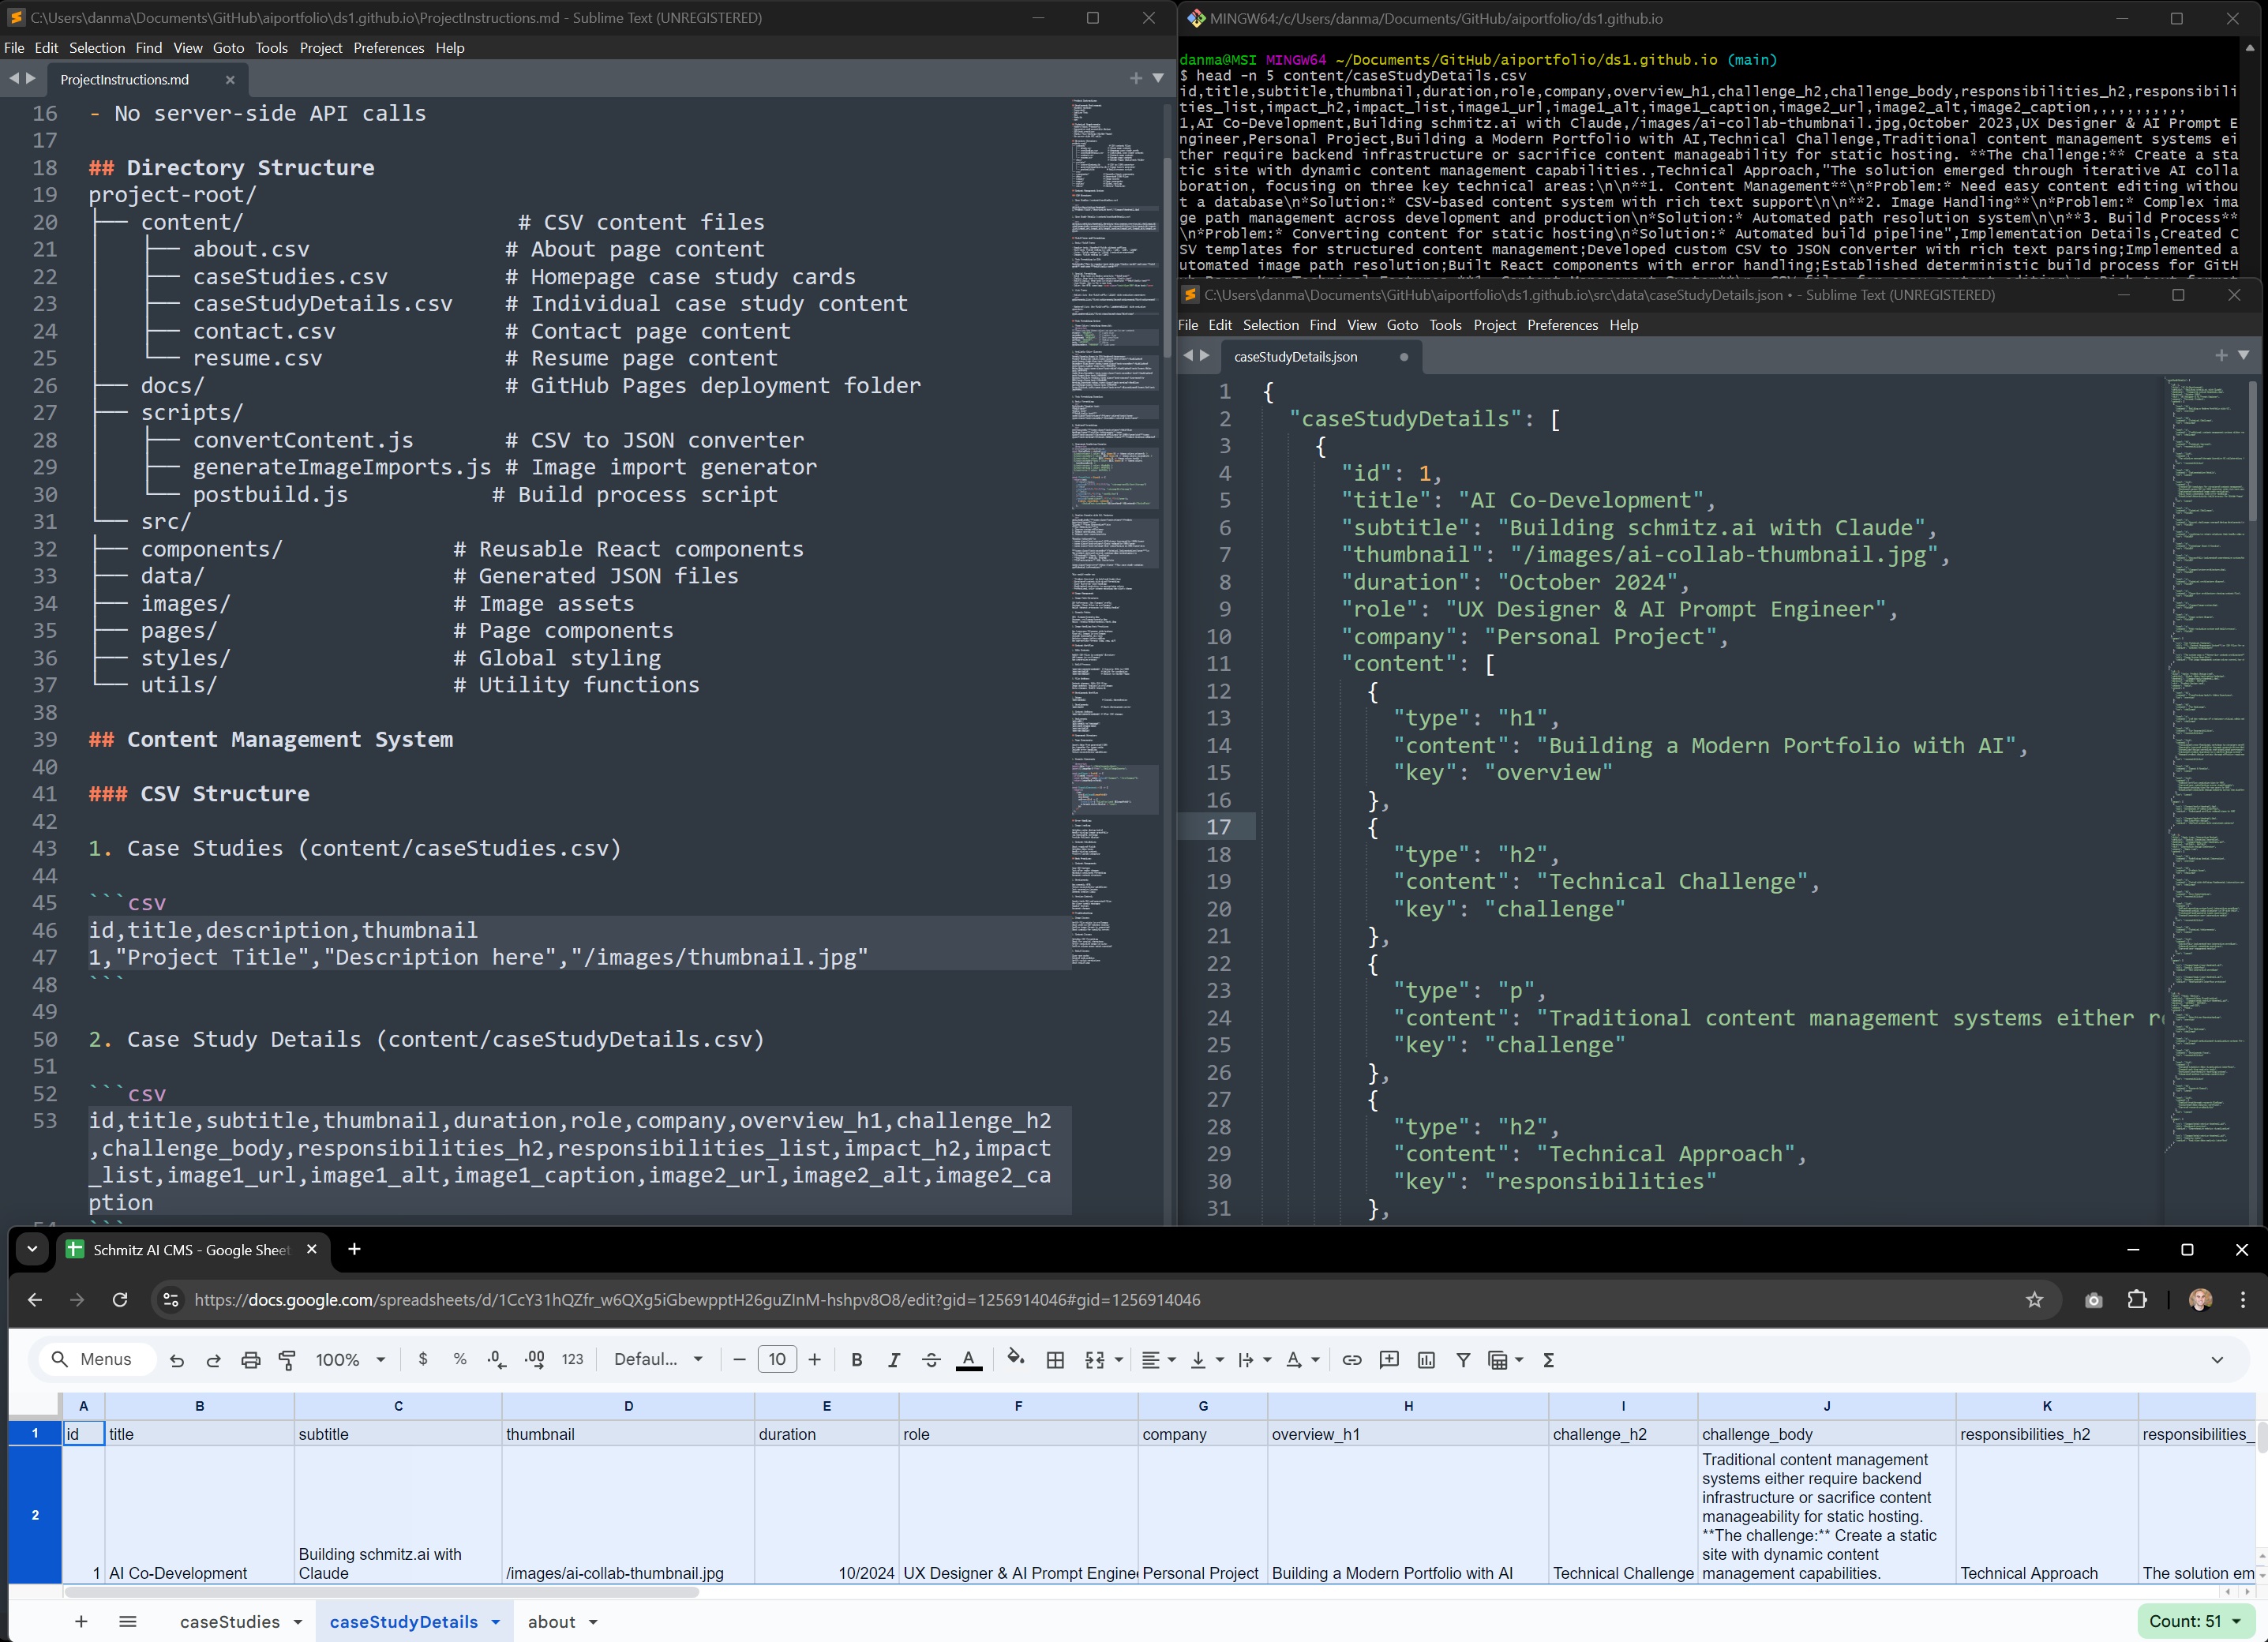 C:\Users\danma\Documents\GitHub\aiportfolio\ds1.github.io\ProjectInstructions.md - Sublime Text (UNREGISTERED)
File Edit Selection Find View Goto Tools Project Preferences Help
ProjectInstructions.md
16 - No server-side API calls
17
18 ## Directory Structure
19 project-root/
20 ├── content/ # CSV content files
21 │ ├── about.csv # About page content
22 │ ├── caseStudies.csv # Homepage case study cards
23 │ ├── caseStudyDetails.csv # Individual case study content
24 │ ├── contact.csv # Contact page content
25 │ └── resume.csv # Resume page content
26 ├── docs/ # GitHub Pages deployment folder
27 ├── scripts/
28 │ ├── convertContent.js # CSV to JSON converter
29 │ ├── generateImageImports.js # Image import generator
30 │ └── postbuild.js # Build process script
31 └── src/
32 ├── components/ # Reusable React components
33 ├── data/ # Generated JSON files
34 ├── images/ # Image assets
35 ├── pages/ # Page components
36 ├── styles/ # Global styling
37 └── utils/ # Utility functions
38
39 ## Content Management System
40
41 ### CSV Structure
42
43 1. Case Studies (content/caseStudies.csv)
44
45 ```csv
46 id,title,description,thumbnail
47 1,"Project Title","Description here","/images/thumbnail.jpg"
48 ```
49
50 2. Case Study Details (content/caseStudyDetails.csv)
51
52 ```csv
53 id,title,subtitle,thumbnail,duration,role,company,overview_h1,challenge_h2
,challenge_body,responsibilities_h2,responsibilities_list,impact_h2,impact
_list,image1_url,image1_alt,image1_caption,image2_url,image2_alt,image2_ca
ption
MINGW64:/c/Users/danma/Documents/GitHub/aiportfolio/ds1.github.io
danma@MSI MINGW64 ~/Documents/GitHub/aiportfolio/ds1.github.io (main)
$ head -n 5 content/caseStudyDetails.csv
id,title,subtitle,thumbnail,duration,role,company,overview_h1,challenge_h2,challenge_body,responsibilities_h2,responsibili
ties_list,impact_h2,impact_list,image1_url,image1_alt,image1_caption,image2_url,image2_alt,image2_caption,,,,,,,,,,
1,AI Co-Development,Building schmitz.ai with Claude,/images/ai-collab-thumbnail.jpg,October 2023,UX Designer & AI Prompt E
ngineer,Personal Project,Building a Modern Portfolio with AI,Technical Challenge,Traditional content management systems ei
ther require backend infrastructure or sacrifice content manageability for static hosting. **The challenge:** Create a sta
tic site with dynamic content management capabilities.,Technical Approach,"The solution emerged through iterative AI colla
boration, focusing on three key technical areas:\n\n**1. Content Management**\n*Problem:* Need easy content editing withou
t a database\n*Solution:* CSV-based content system with rich text support\n\n**2. Image Handling**\n*Problem:* Complex ima
ge path management across development and production\n*Solution:* Automated path resolution system\n\n**3. Build Process**
\n*Problem:* Converting content for static hosting\n*Solution:* Automated build pipeline",Implementation Details,Created C
SV templates for structured content management;Developed custom CSV to JSON converter with rich text parsing;Implemented a
utomated image path resolution;Built React components with error handling;Established deterministic build process for GitH
C:\Users\danma\Documents\GitHub\aiportfolio\ds1.github.io\src\data\caseStudyDetails.json • - Sublime Text (UNREGISTERED)
File Edit Selection Find View Goto Tools Project Preferences Help
caseStudyDetails.json
1 {
2 "caseStudyDetails": [
3 {
4 "id": 1,
5 "title": "AI Co-Development",
6 "subtitle": "Building schmitz.ai with Claude",
7 "thumbnail": "/images/ai-collab-thumbnail.jpg",
8 "duration": "October 2024",
9 "role": "UX Designer & AI Prompt Engineer",
10 "company": "Personal Project",
11 "content": [
12 {
13 "type": "h1",
14 "content": "Building a Modern Portfolio with AI",
15 "key": "overview"
16 },
17 {
18 "type": "h2",
19 "content": "Technical Challenge",
20 "key": "challenge"
21 },
22 {
23 "type": "p",
24 "content": "Traditional content management systems either r
25 "key": "challenge"
26 },
27 {
28 "type": "h2",
29 "content": "Technical Approach",
30 "key": "responsibilities"
31 },
Schmitz AI CMS - Google Sheet
https://docs.google.com/spreadsheets/d/1CcY31hQZfr_w6QXg5iGbewpptH26guZInM-hshpv8O8/edit?gid=1256914046#gid=1256914046
Menus 100% $ % .0 .00 123 Defaul... 10 B I A Σ
A B C D E F G H I J K
1 id title subtitle thumbnail duration role company overview_h1 challenge_h2 challenge_body responsibilities_h2 responsibilities_
Traditional content management
systems either require backend
infrastructure or sacrifice content
manageability for static hosting.
**The challenge:** Create a static
site with dynamic content
management capabilities.
2
Building schmitz.ai with
Claude
1 AI Co-Development /images/ai-collab-thumbnail.jpg 10/2024 UX Designer & AI Prompt Engine Personal Project Building a Modern Portfolio with AI Technical Challenge Technical Approach The solution em
caseStudies caseStudyDetails about
Count: 51